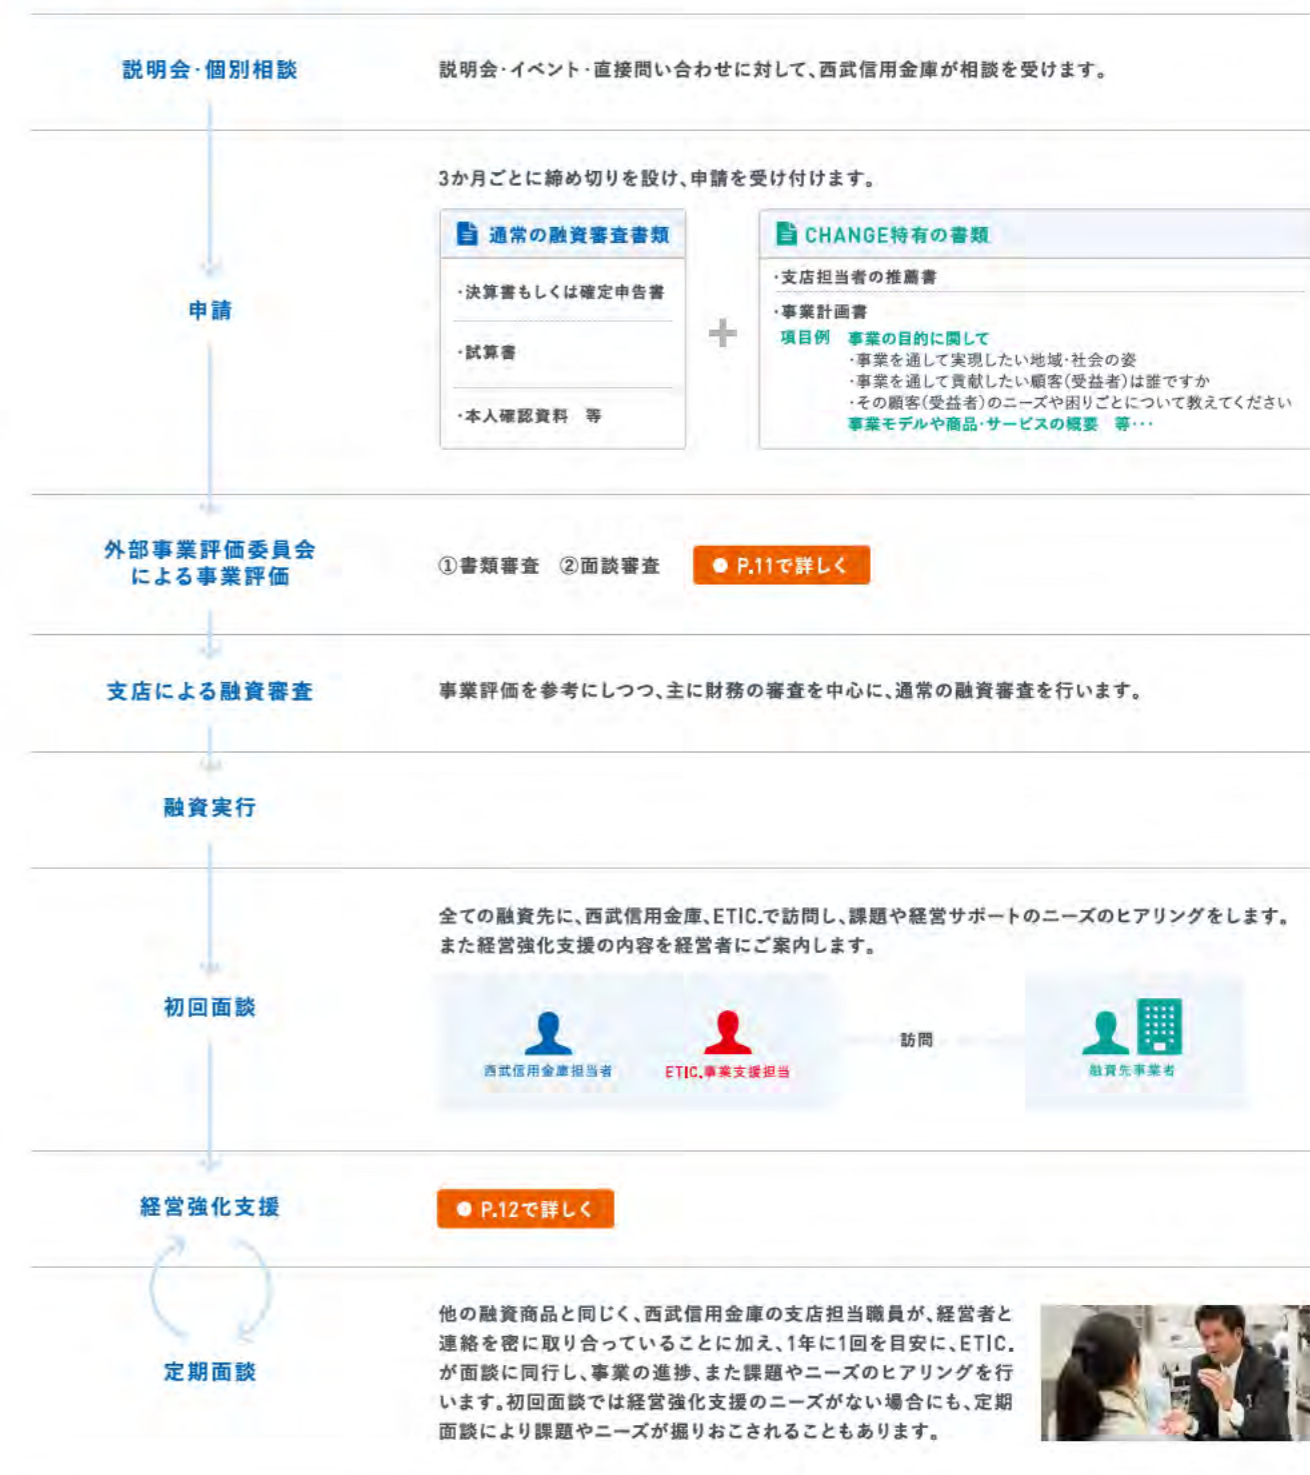 説明会・個別相談
説明会・イベント・直接問い合わせに対して、西武信用金庫が相談を受けます。
申請
3か月ごとに締め切りを設け、申請を受け付けます。
通常の融資審査書類
・決算書もしくは確定申告書
・試算書
・本人確認資料　等
+
CHANGE特有の書類
・支店担当者の推薦書
・事業計画書
項目例　事業の目的に関して
・事業を通して実現したい地域・社会の姿
・事業を通して貢献したい顧客(受益者)は誰ですか
・その顧客(受益者)のニーズや困りごとについて教えてください
事業モデルや商品・サービスの概要　等・・・
外部事業評価委員会
による事業評価
①書類審査　②面談審査
● P.11で詳しく
支店による融資審査
事業評価を参考にしつつ、主に財務の審査を中心に、通常の融資審査を行います。
融資実行
初回面談
全ての融資先に、西武信用金庫、ETIC.で訪問し、課題や経営サポートのニーズのヒアリングをします。
また経営強化支援の内容を経営者にご案内します。
西武信用金庫担当者
ETIC.事業支援担当
訪問
融資先事業者
経営強化支援
● P.12で詳しく
定期面談
他の融資商品と同じく、西武信用金庫の支店担当職員が、経営者と
連絡を密に取り合っていることに加え、1年に1回を目安に、ETIC.
が面談に同行し、事業の進捗、また課題やニーズのヒアリングを行
います。初回面談では経営強化支援のニーズがない場合にも、定期
面談により課題やニーズが掘りおこされることもあります。